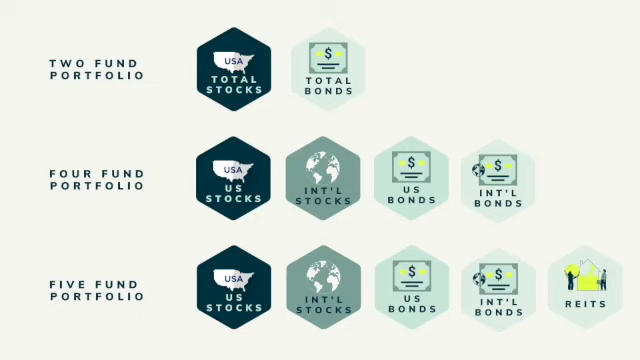 TWO FUND
PORTFOLIO
USA
TOTAL
STOCKS
$
TOTAL
BONDS
FOUR FUND
PORTFOLIO
USA
US
STOCKS
INT'L
STOCKS
$
US
BONDS
$
INT'L
BONDS
FIVE FUND
PORTFOLIO
USA
US
STOCKS
INT'L
STOCKS
$
US
BONDS
$
INT'L
BONDS
REITS